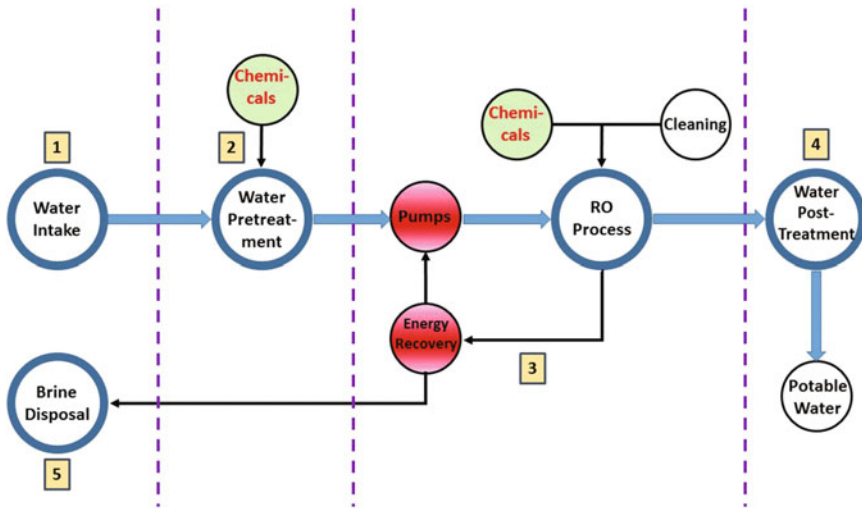 Chemi-
cals
Chemi-
cals
Cleaning
1
2
4
Water
Intake
Water
Pretreat-
ment
Pumps
RO
Process
Water
Post-
Treatment
Energy
Recovery
3
Brine
Disposal
Potable
Water
5